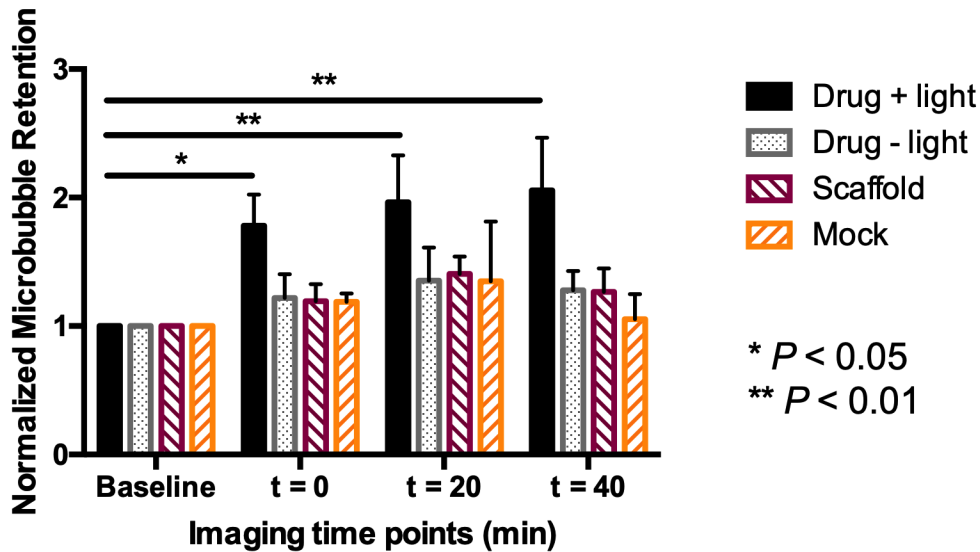 Normalized Microbubble Retention
3
2
1
0
**
**
*
Baseline
t = 0
t = 20
t = 40
Imaging time points (min)
Drug + light
Drug - light
Scaffold
Mock
* P < 0.05
** P < 0.01